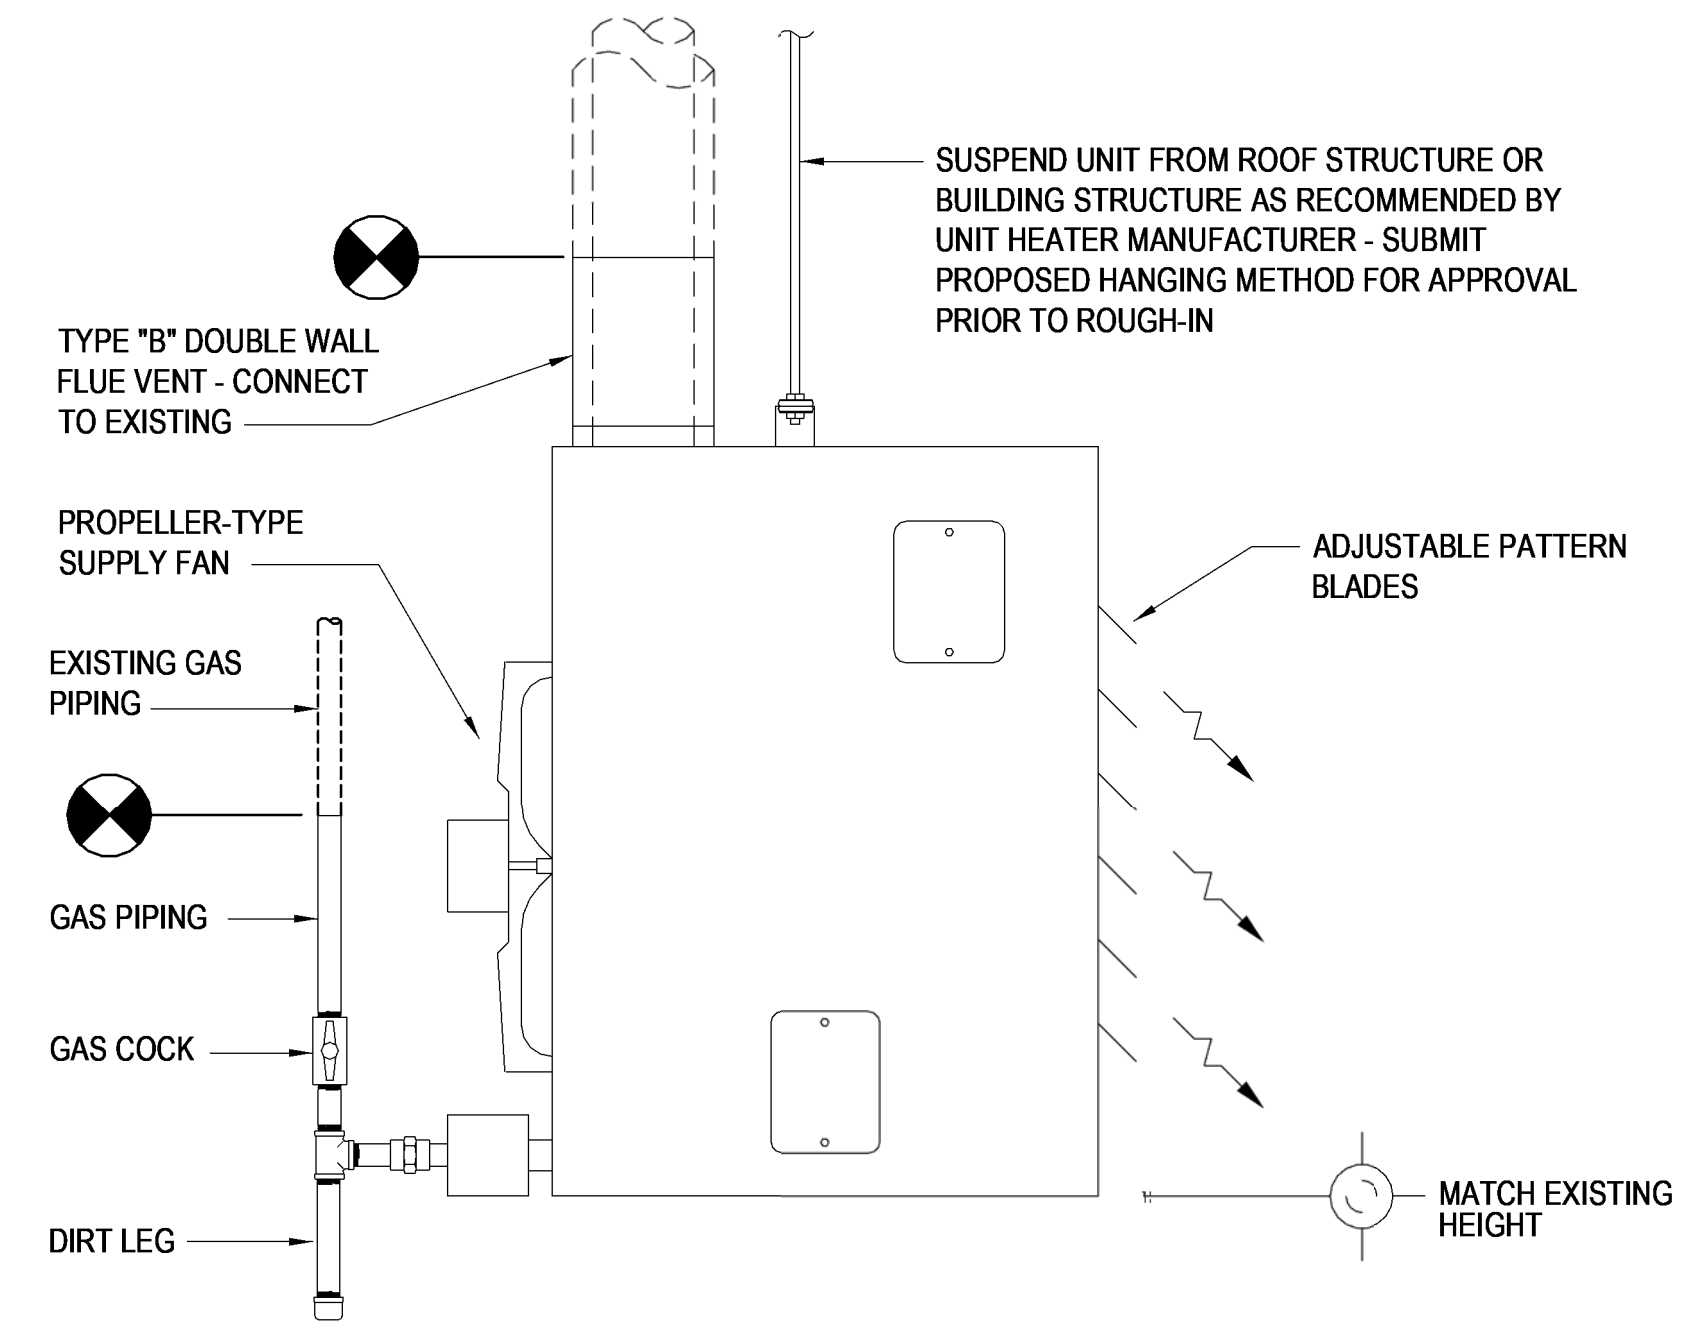 SUSPEND UNIT FROM ROOF STRUCTURE OR
BUILDING STRUCTURE AS RECOMMENDED BY
UNIT HEATER MANUFACTURER - SUBMIT
PROPOSED HANGING METHOD FOR APPROVAL
PRIOR TO ROUGH-IN
TYPE "B" DOUBLE WALL
FLUE VENT - CONNECT
TO EXISTING
PROPELLER-TYPE
SUPPLY FAN
ADJUSTABLE PATTERN
BLADES
EXISTING GAS
PIPING
GAS PIPING
GAS COCK
DIRT LEG
MATCH EXISTING
HEIGHT